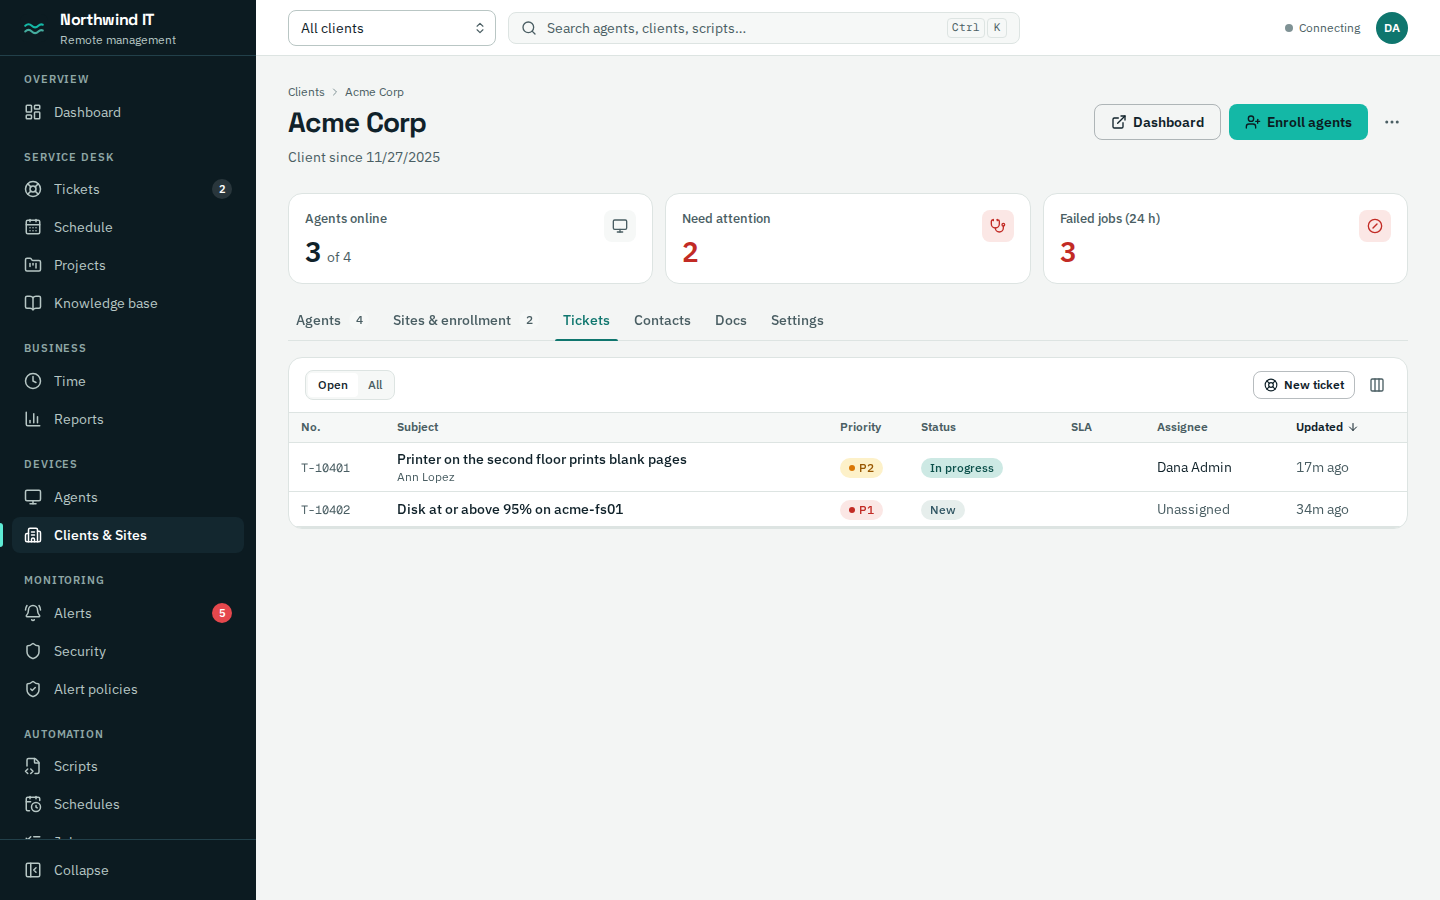 Northwind IT
Remote management
OVERVIEW
Dashboard
SERVICE DESK
Tickets 2
Schedule
Projects
Knowledge base
BUSINESS
Time
Reports
DEVICES
Agents
Clients & Sites
MONITORING
Alerts 5
Security
Alert policies
AUTOMATION
Scripts
Schedules
Collapse
All clients
Search agents, clients, scripts...
Ctrl K
Connecting
DA
Clients > Acme Corp
Acme Corp
Client since 11/27/2025
Dashboard
Enroll agents
Agents online
3 of 4
Need attention
2
Failed jobs (24 h)
3
Agents 4 Sites & enrollment 2 Tickets Contacts Docs Settings
Open All
New ticket
No. Subject Priority Status SLA Assignee Updated
T-10401 Printer on the second floor prints blank pages P2 In progress Dana Admin 17m ago
Ann Lopez
T-10402 Disk at or above 95% on acme-fs01 P1 New Unassigned 34m ago